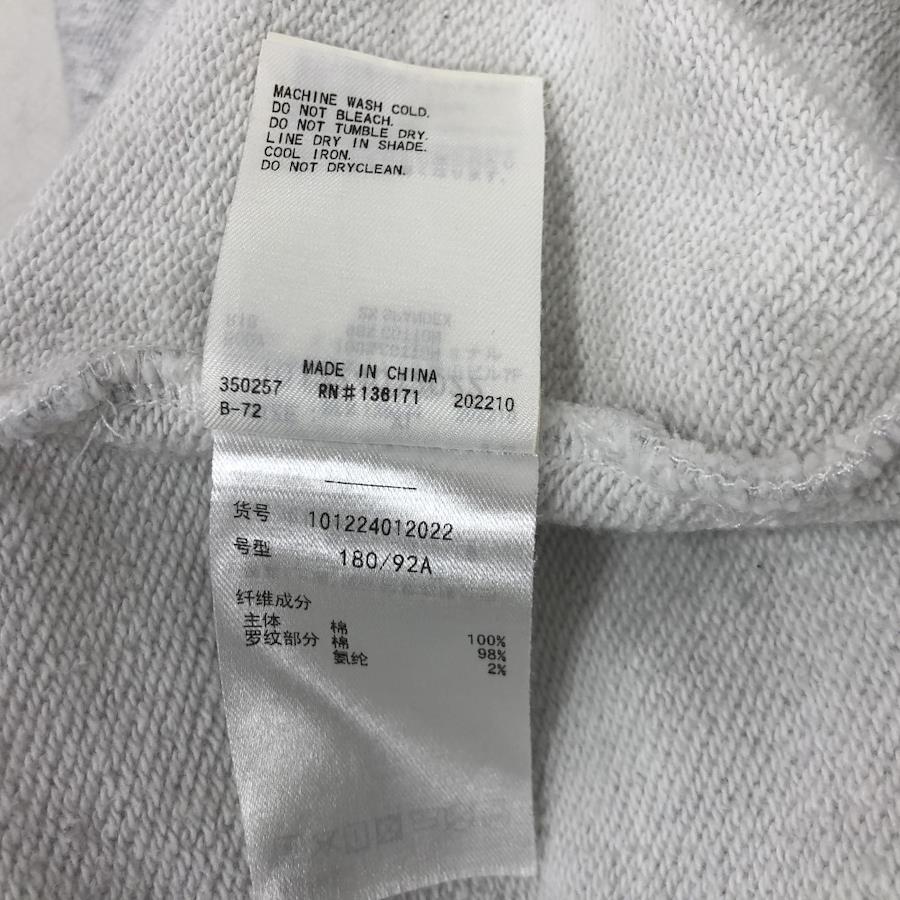 MACHINE WASH COLD.
DO NOT BLEACH.
DO NOT TUMBLE DRY.
LINE DRY IN SHADE.
COOL IRON.
DO NOT DRYCLEAN.
MADE IN CHINA
350257 RN#136171 202210
B-72
货号 101224012022
号型 180/92A
纤维成分
主体 棉 100%
罗纹部分 棉 98%
氨纶 2%